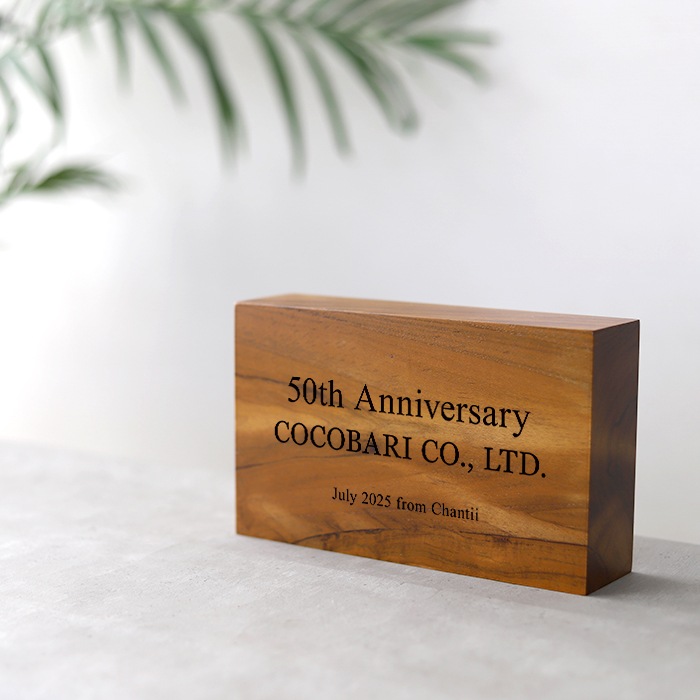 50th Anniversary
COCOBARI CO., LTD.
July 2025 from Chantii